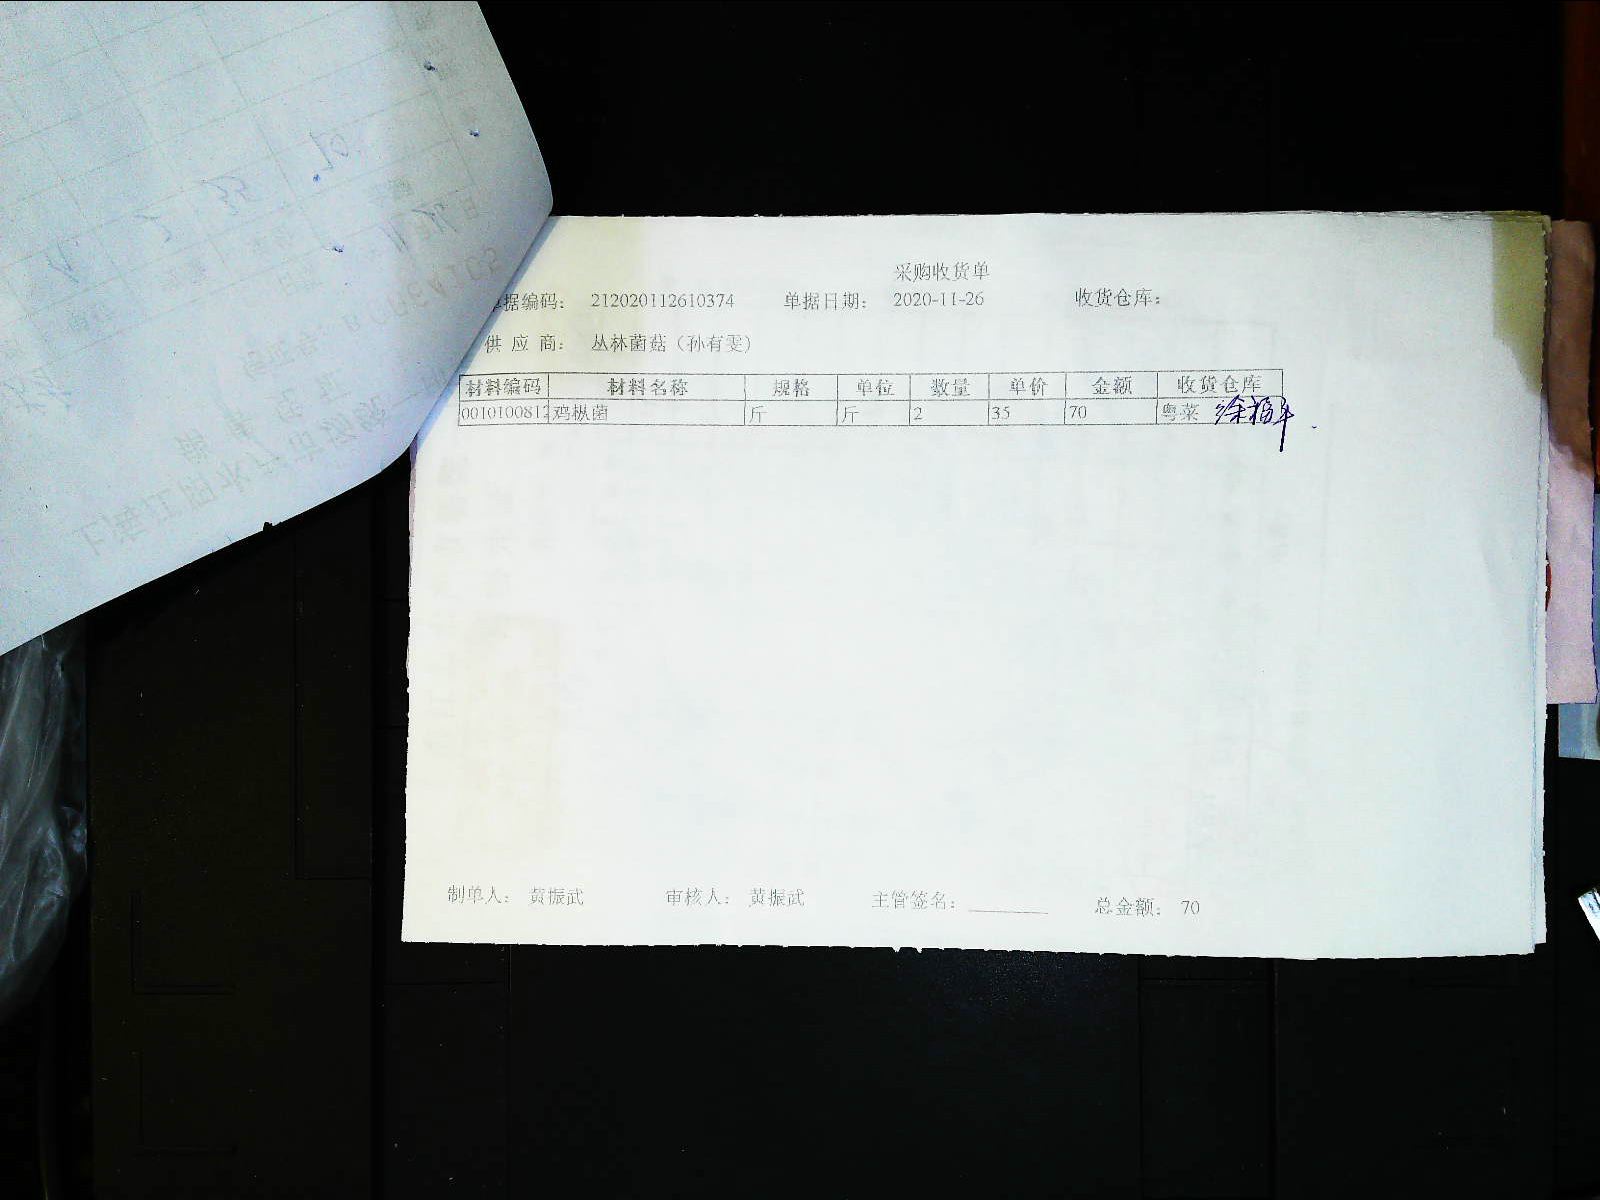 采购收货单
单据编码： 212020112610374 单据日期： 2020-11-26 收货仓库：
供 应 商： 丛林菌菇（孙有雯）
材料编码 材料名称 规格 单位 数量 单价 金额 收货仓库
0010100812 鸡枞菌 斤 斤 2 35 70 粤菜
制单人： 黄振武 审核人： 黄振武 主管签名： 总金额： 70